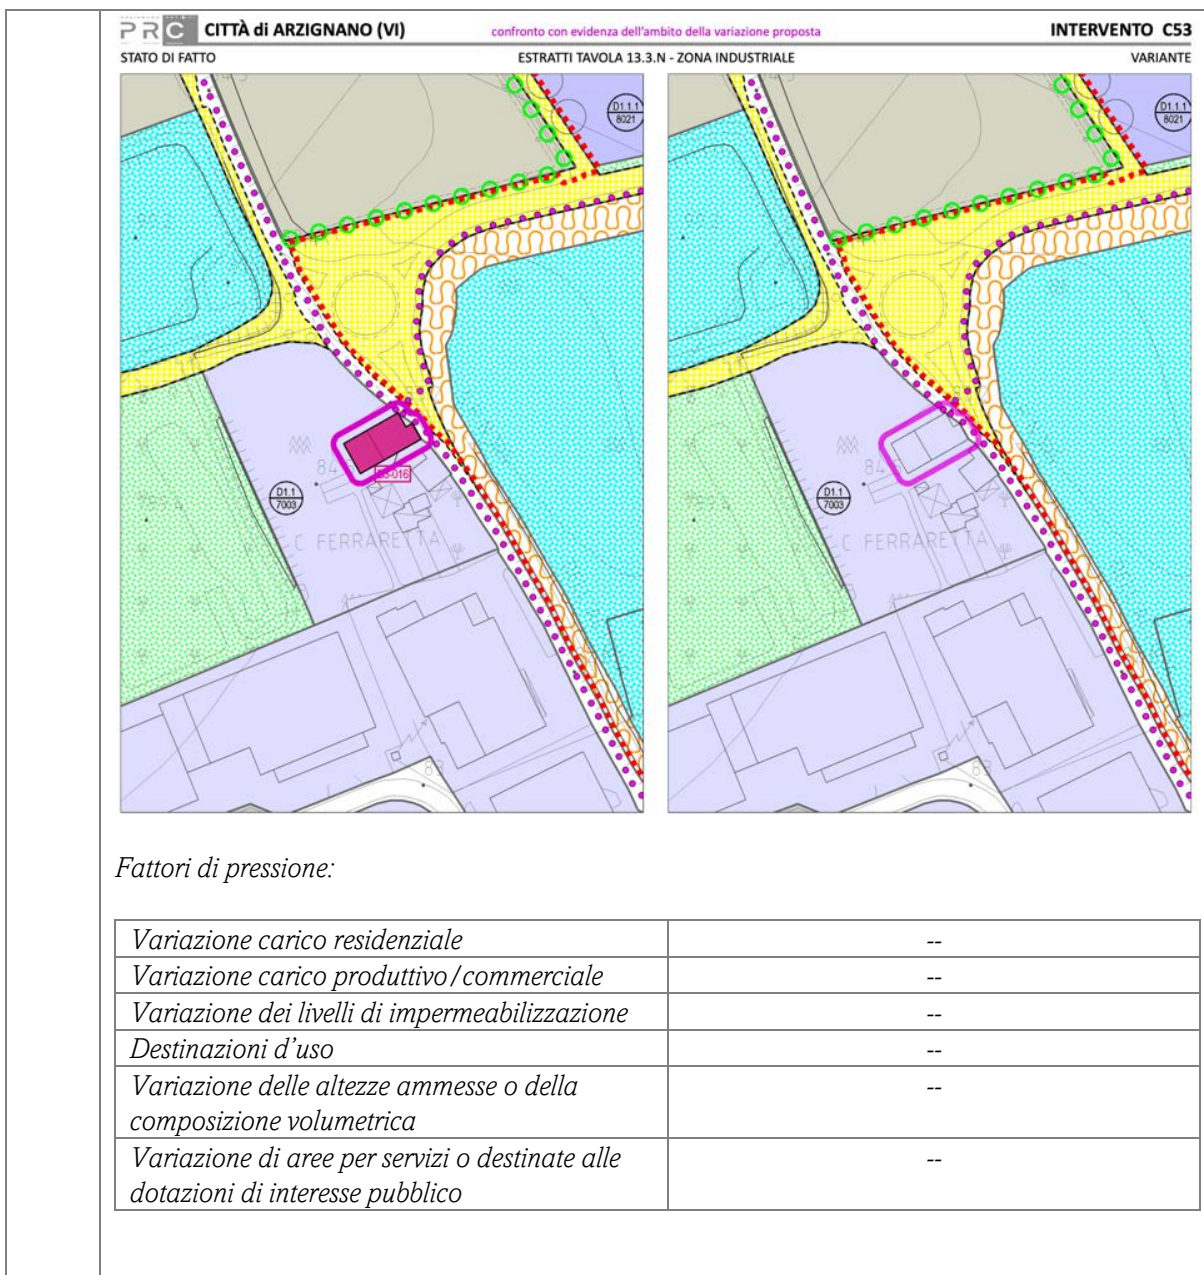 PRC CITTÀ di ARZIGNANO (VI) confronto con evidenza dell'ambito della variazione proposta INTERVENTO C53
STATO DI FATTO ESTRATTI TAVOLA 13.3.N - ZONA INDUSTRIALE VARIANTE
D1.1.1
8021
D1.1.1
8021
D1.1
7003
C FERRARETTA
83
D1.1
7003
C FERRARETTA
83
Fattori di pressione:
Variazione carico residenziale --
Variazione carico produttivo/commerciale --
Variazione dei livelli di impermeabilizzazione --
Destinazioni d'uso --
Variazione delle altezze ammesse o della --
composizione volumetrica
Variazione di aree per servizi o destinate alle --
dotazioni di interesse pubblico